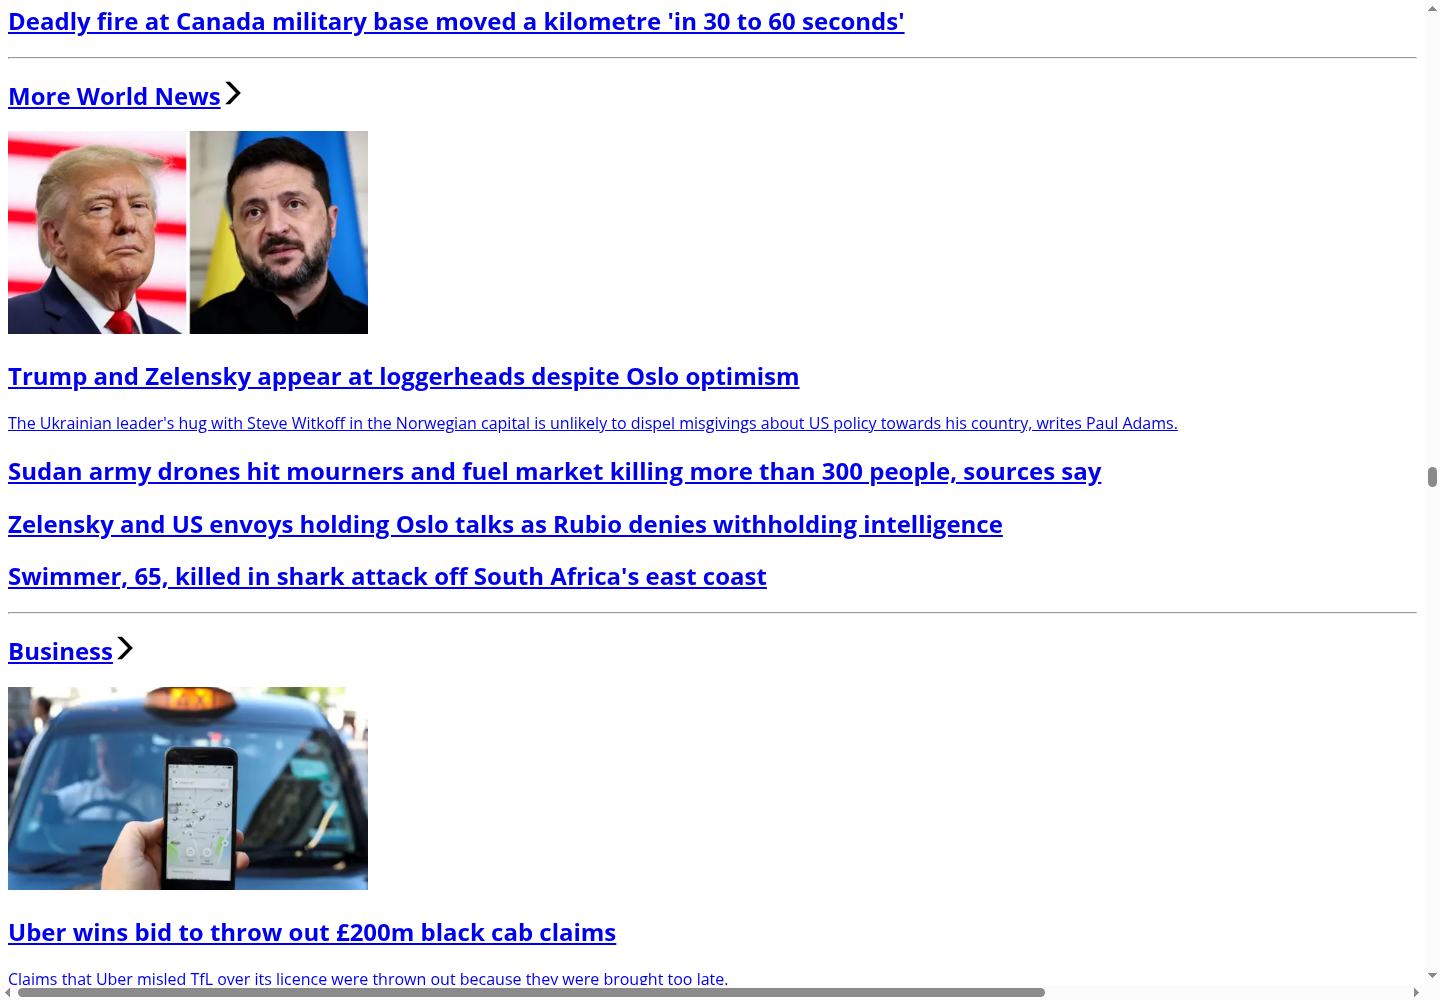 Deadly fire at Canada military base moved a kilometre 'in 30 to 60 seconds'
More World News
Trump and Zelensky appear at loggerheads despite Oslo optimism
The Ukrainian leader's hug with Steve Witkoff in the Norwegian capital is unlikely to dispel misgivings about US policy towards his country, writes Paul Adams.
Sudan army drones hit mourners and fuel market killing more than 300 people, sources say
Zelensky and US envoys holding Oslo talks as Rubio denies withholding intelligence
Swimmer, 65, killed in shark attack off South Africa's east coast
Business
Uber wins bid to throw out £200m black cab claims
Claims that Uber misled TfL over its licence were thrown out because they were brought too late.